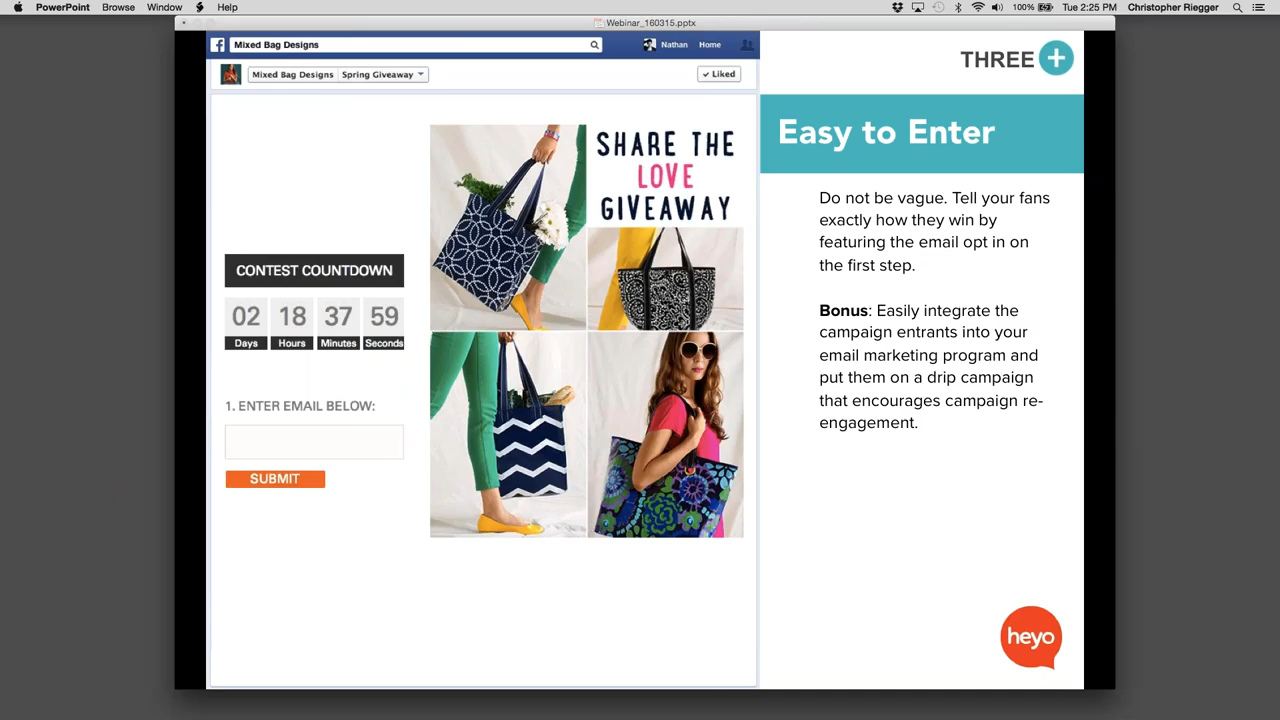 PowerPoint Browse Window Help
100% Tue 2:25 PM Christopher Riegger
Webinar_160315.pptx
Mixed Bag Designs
Nathan Home
Mixed Bag Designs Spring Giveaway
Liked
SHARE THE
LOVE
GIVEAWAY
CONTEST COUNTDOWN
02 18 37 59
Days Hours Minutes Seconds
1. ENTER EMAIL BELOW:
SUBMIT
THREE +
Easy to Enter
Do not be vague. Tell your fans
exactly how they win by
featuring the email opt in on
the first step.
Bonus: Easily integrate the
campaign entrants into your
email marketing program and
put them on a drip campaign
that encourages campaign re-
engagement.
heyo